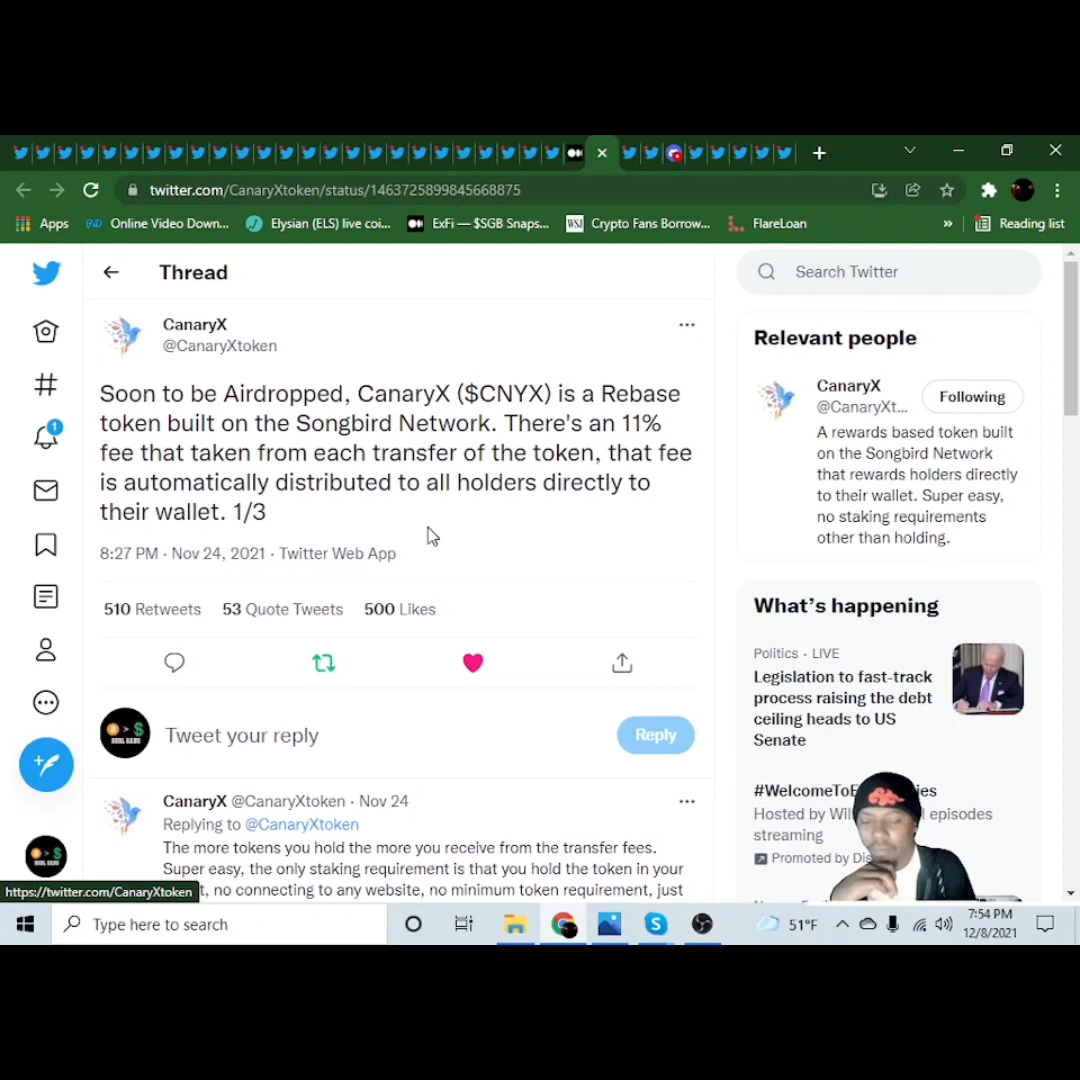 twitter.com/CanaryXtoken/status/1463725899845668875
Apps
Online Video Down...
Elysian (ELS) live coi...
ExFi — $SGB Snaps...
WSJ
Crypto Fans Borrow...
FlareLoan
»
Reading list
Thread
Search Twitter
CanaryX
@CanaryXtoken
Soon to be Airdropped, CanaryX ($CNYX) is a Rebase
token built on the Songbird Network. There's an 11%
fee that taken from each transfer of the token, that fee
is automatically distributed to all holders directly to
their wallet. 1/3
8:27 PM · Nov 24, 2021 · Twitter Web App
510 Retweets 53 Quote Tweets 500 Likes
1
Tweet your reply
Reply
CanaryX @CanaryXtoken · Nov 24
Replying to @CanaryXtoken
The more tokens you hold the more you receive from the transfer fees.
Super easy, the only staking requirement is that you hold the token in your
t, no connecting to any website, no minimum token requirement, just
Relevant people
CanaryX
@CanaryXt...
Following
A rewards based token built
on the Songbird Network
that rewards holders directly
to their wallet. Super easy,
no staking requirements
other than holding.
What's happening
Politics · LIVE
Legislation to fast-track
process raising the debt
ceiling heads to US
Senate
#WelcomeToE ies
Hosted by Wil l episodes
streaming
Promoted by Dis
https://twitter.com/CanaryXtoken
Type here to search
51°F
7:54 PM
12/8/2021